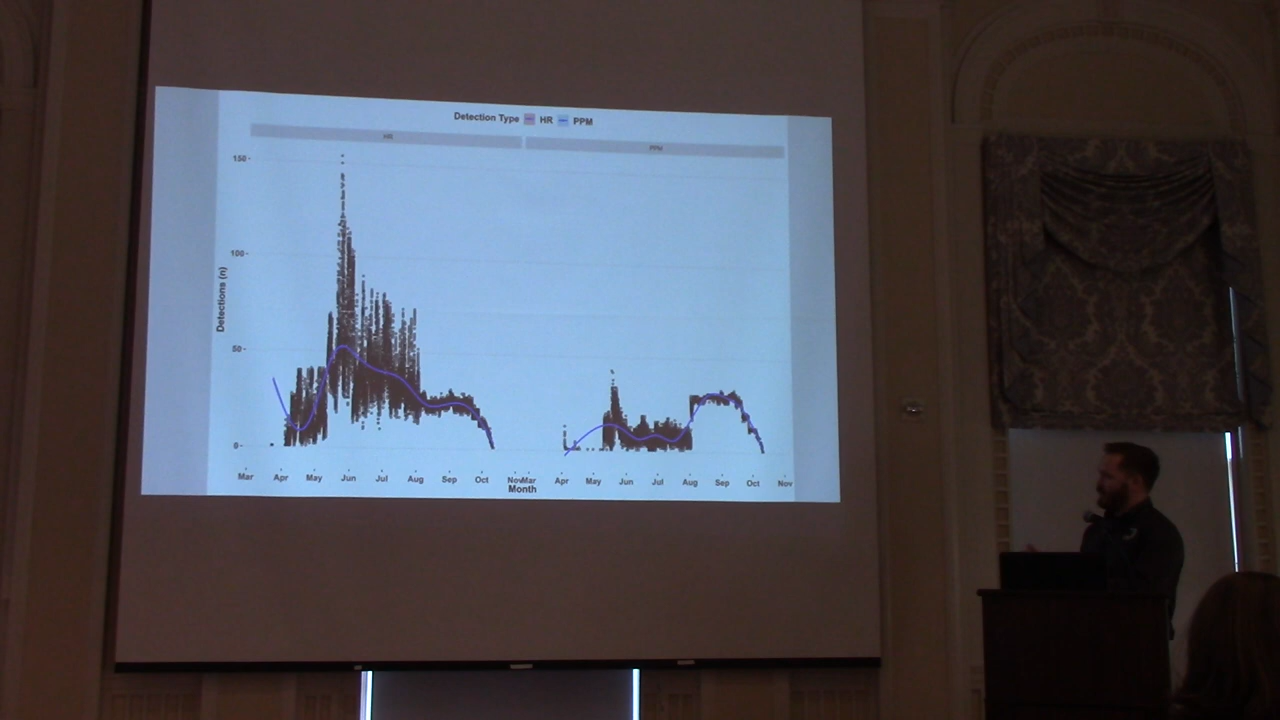 Detection Type HR PPM
HR PPM
150
100
50
0
Detections (n)
Mar Apr May Jun Jul Aug Sep Oct Nov Mar Apr May Jun Jul Aug Sep Oct Nov
Month